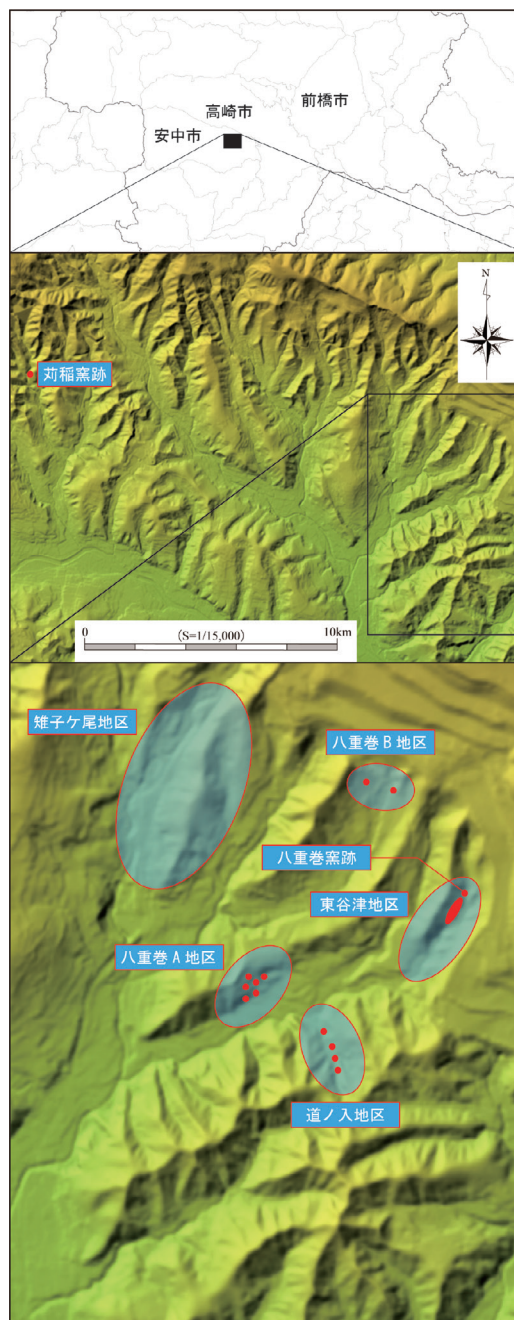 前橋市
高崎市
安中市
N
苅稲窯跡
0 (S=1/15,000) 10km
雉子ケ尾地区
八重巻B地区
八重巻窯跡
東谷津地区
八重巻A地区
道ノ入地区